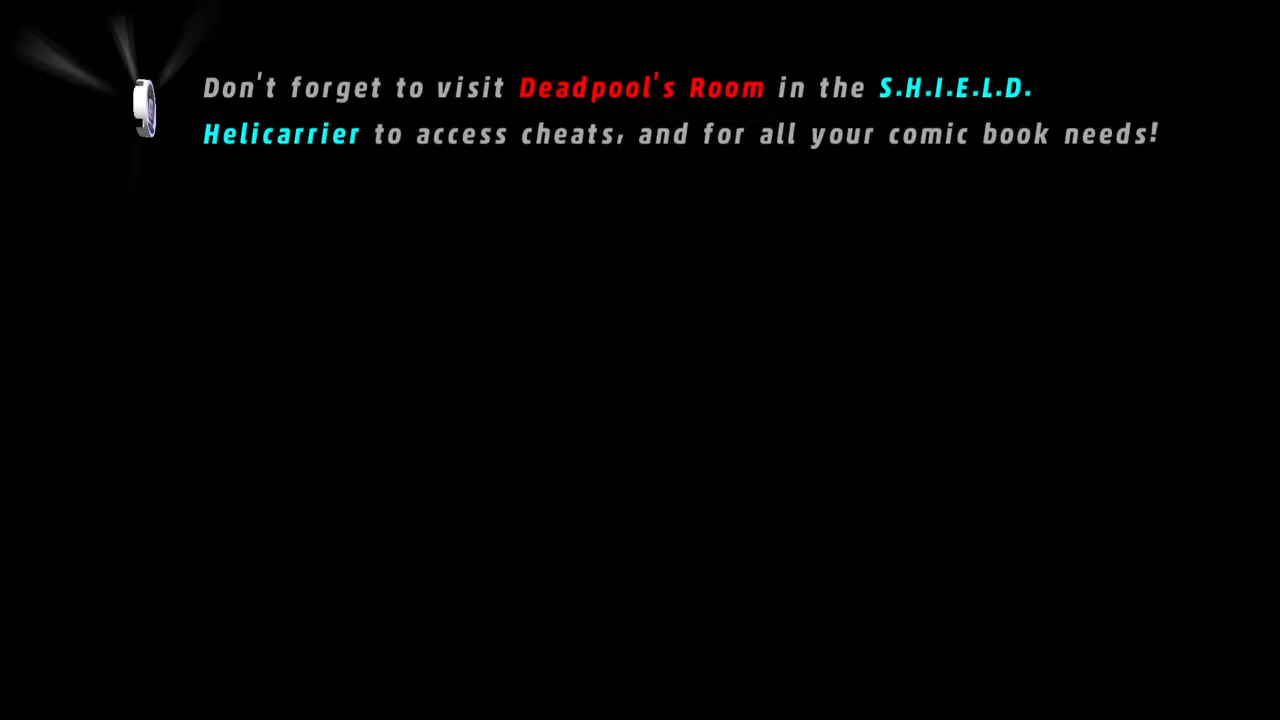 Don't forget to visit Deadpool's Room in the S.H.I.E.L.D.
Helicarrier to access cheats, and for all your comic book needs!